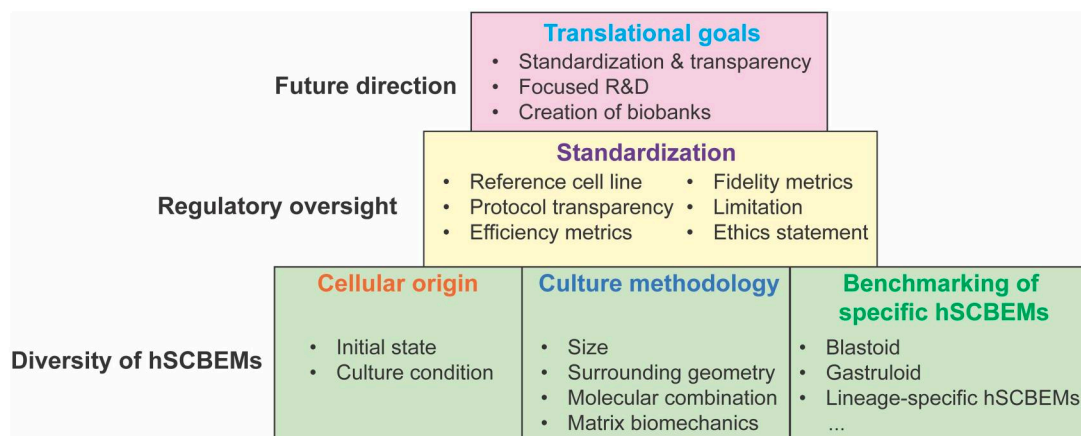 Translational goals
Future direction
• Standardization & transparency
• Focused R&D
• Creation of biobanks
Standardization
Regulatory oversight
• Reference cell line
• Protocol transparency
• Efficiency metrics
• Fidelity metrics
• Limitation
• Ethics statement
Diversity of hSCBEMs
Cellular origin
• Initial state
• Culture condition
Culture methodology
• Size
• Surrounding geometry
• Molecular combination
• Matrix biomechanics
Benchmarking of
specific hSCBEMs
• Blastoid
• Gastruloid
• Lineage-specific hSCBEMs
...